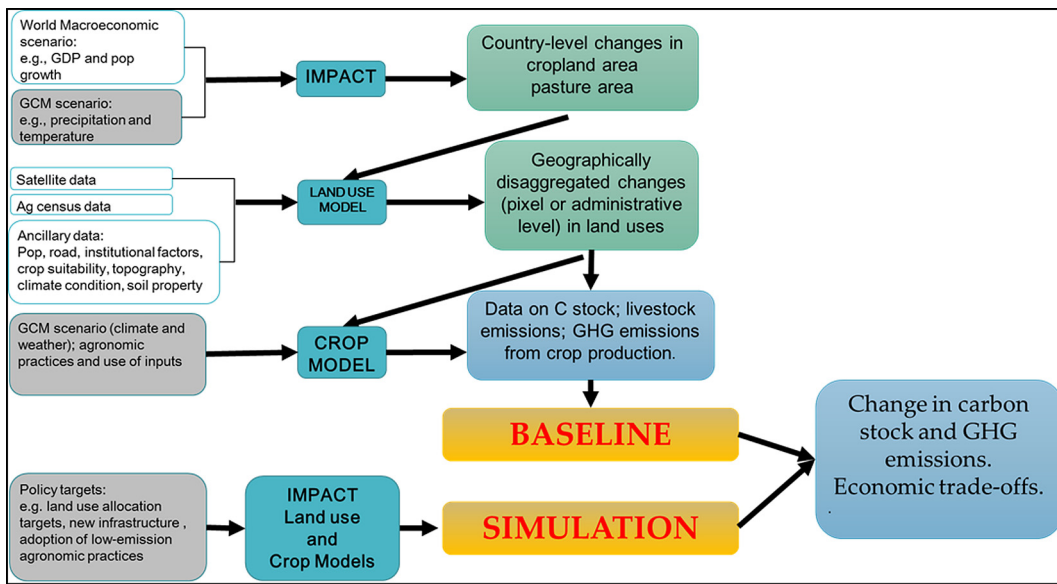 World Macroeconomic
scenario:
e.g., GDP and pop
growth
GCM scenario:
e.g., precipitation and
temperature
IMPACT
Country-level changes in
cropland area
pasture area
Satellite data
Ag census data
Ancillary data:
Pop, road, institutional factors,
crop suitability, topography,
climate condition, soil property
LAND USE
MODEL
Geographically
disaggregated changes
(pixel or administrative
level) in land uses
GCM scenario (climate and
weather); agronomic
practices and use of inputs
CROP
MODEL
Data on C stock; livestock
emissions; GHG emissions
from crop production.
BASELINE
Policy targets:
e.g. land use allocation
targets, new infrastructure ,
adoption of low-emission
agronomic practices
IMPACT
Land use
and
Crop Models
SIMULATION
Change in carbon
stock and GHG
emissions.
Economic trade-offs.
.